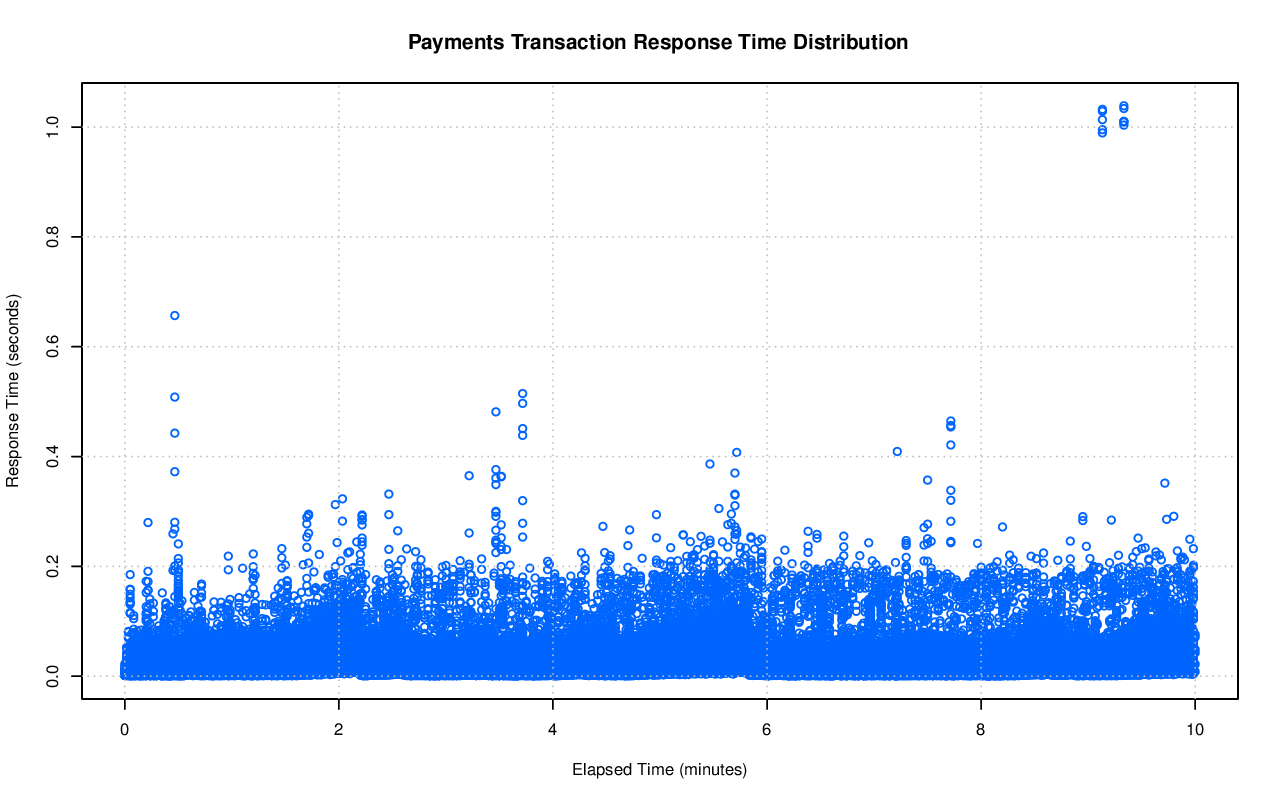 Payments Transaction Response Time Distribution
Response Time (seconds)
1.0
0.8
0.6
0.4
0.2
0.0
0 2 4 6 8 10
Elapsed Time (minutes)